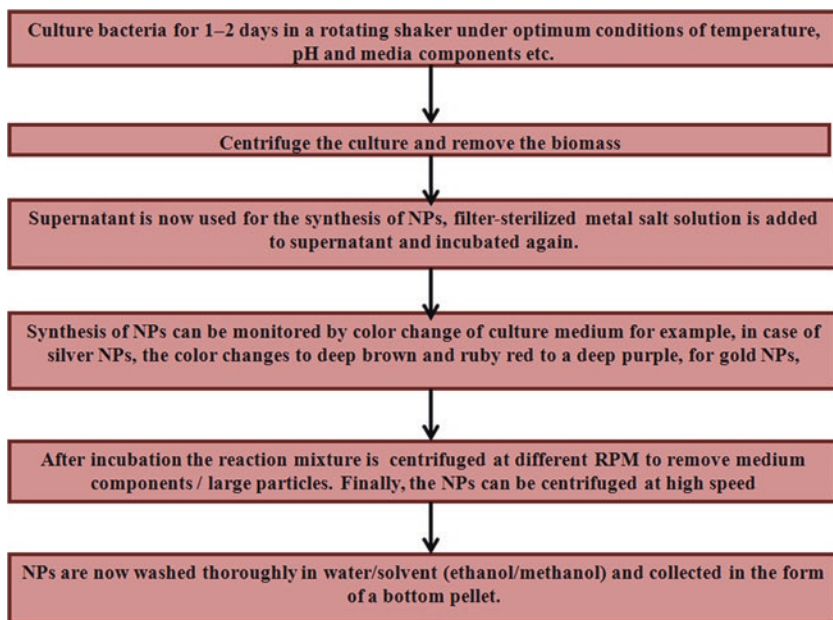 Culture bacteria for 1–2 days in a rotating shaker under optimum conditions of temperature,
pH and media components etc.
Centrifuge the culture and remove the biomass
Supernatant is now used for the synthesis of NPs, filter-sterilized metal salt solution is added
to supernatant and incubated again.
Synthesis of NPs can be monitored by color change of culture medium for example, in case of
silver NPs, the color changes to deep brown and ruby red to a deep purple, for gold NPs,
After incubation the reaction mixture is centrifuged at different RPM to remove medium
components / large particles. Finally, the NPs can be centrifuged at high speed
NPs are now washed thoroughly in water/solvent (ethanol/methanol) and collected in the form
of a bottom pellet.